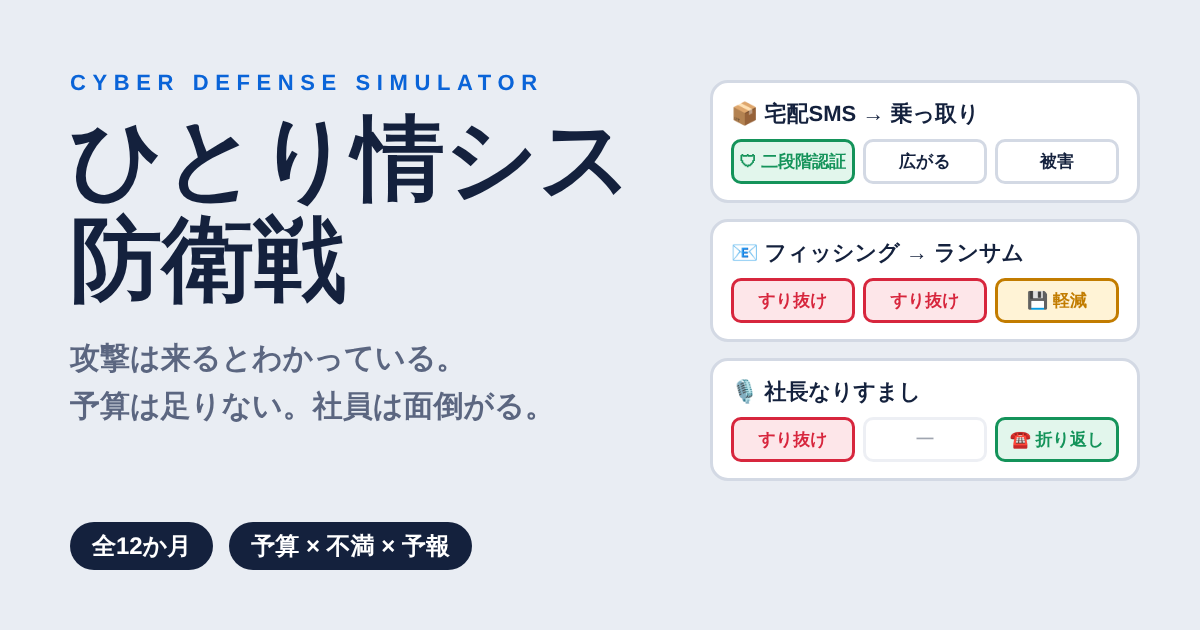 CYBER DEFENSE SIMULATOR
ひとり情シス
防衛戦
攻撃は来るとわかっている。
予算は足りない。社員は面倒がる。
全12か月
予算 × 不満 × 予報
📦 宅配SMS → 乗っ取り
🛡 二段階認証
広がる
被害
📧 フィッシング → ランサム
すり抜け
すり抜け
💾 軽減
🎙️ 社長なりすまし
すり抜け
—
☎️ 折り返し